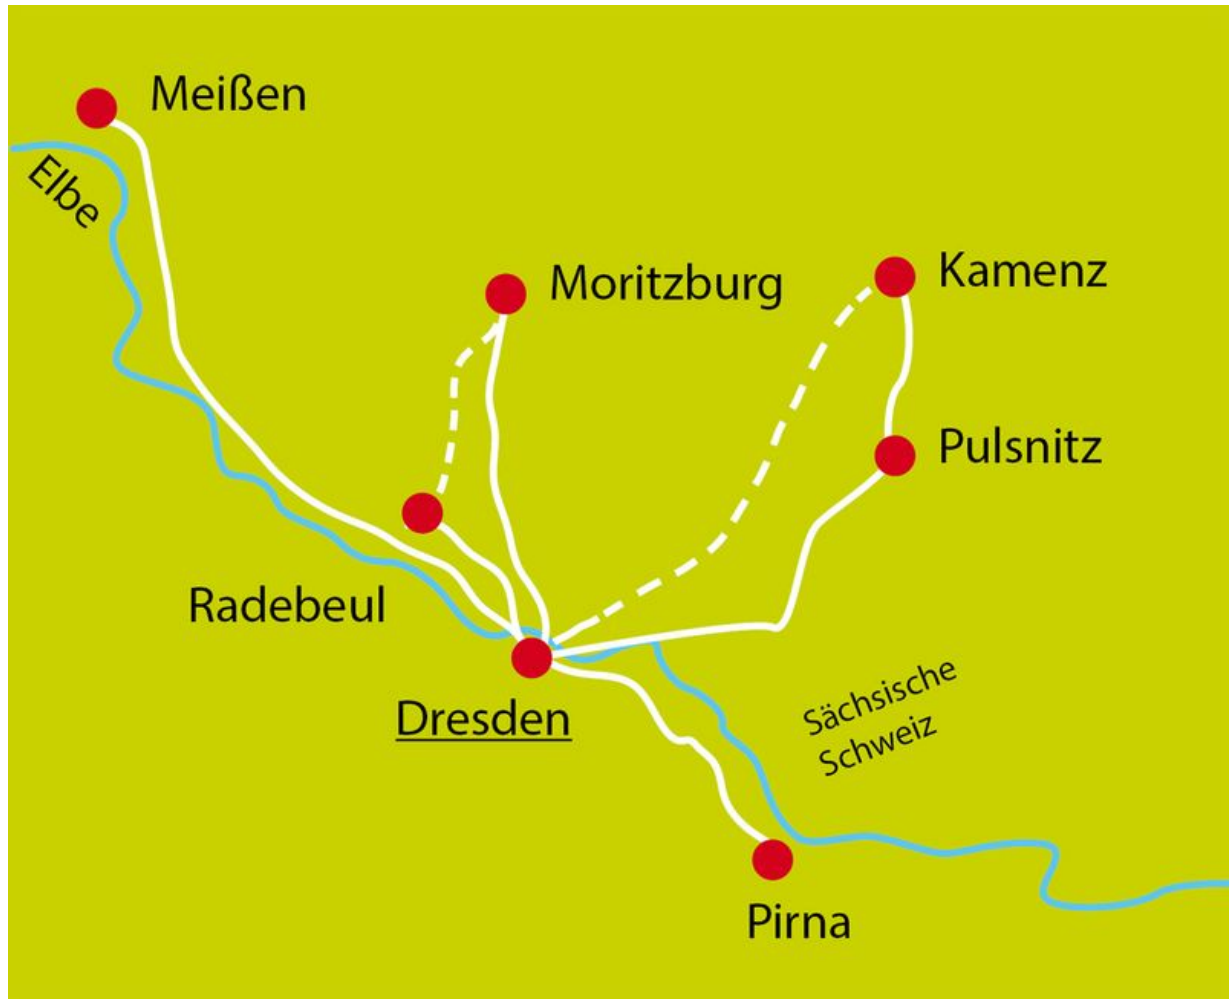 Meißen
Elbe
Moritzburg
Kamenz
Pulsnitz
Radebeul
Dresden
Sächsische
Schweiz
Pirna